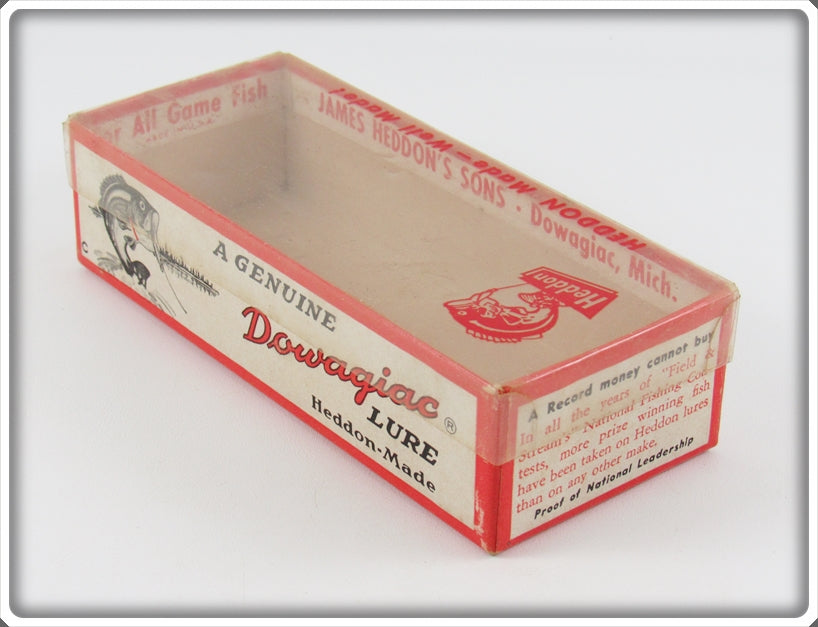 All Game Fish
JAMES HEDDON'S SONS · Dowagiac, Mich.
HEDDON Made - Well Made!
Heddon
A GENUINE
Dowagiac ®
LURE
Heddon-Made
A Record money cannot buy
In all the years of "Field &
Stream's" National Fishing Con-
tests, more prize winning fish
have been taken on Heddon lures
than on any other make.
Proof of National Leadership